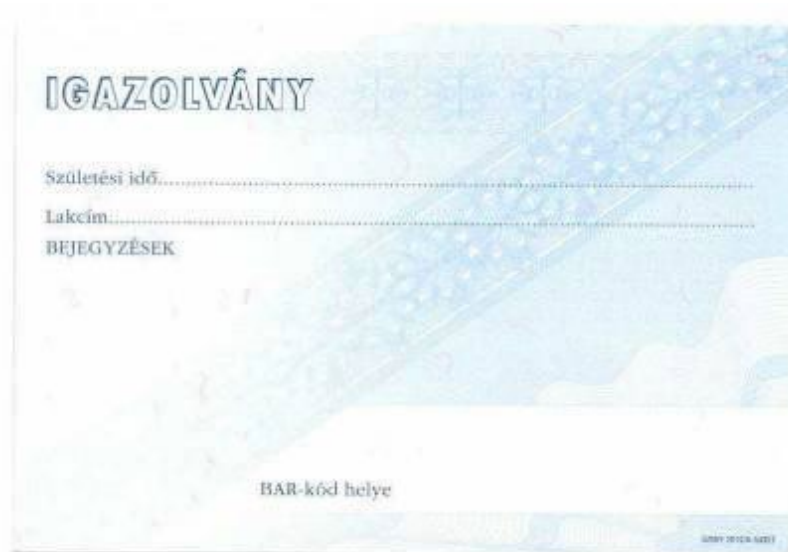 IGAZOLVÁNY
Születési idő
Lakcím
BEJEGYZÉSEK
BAR-kód helye